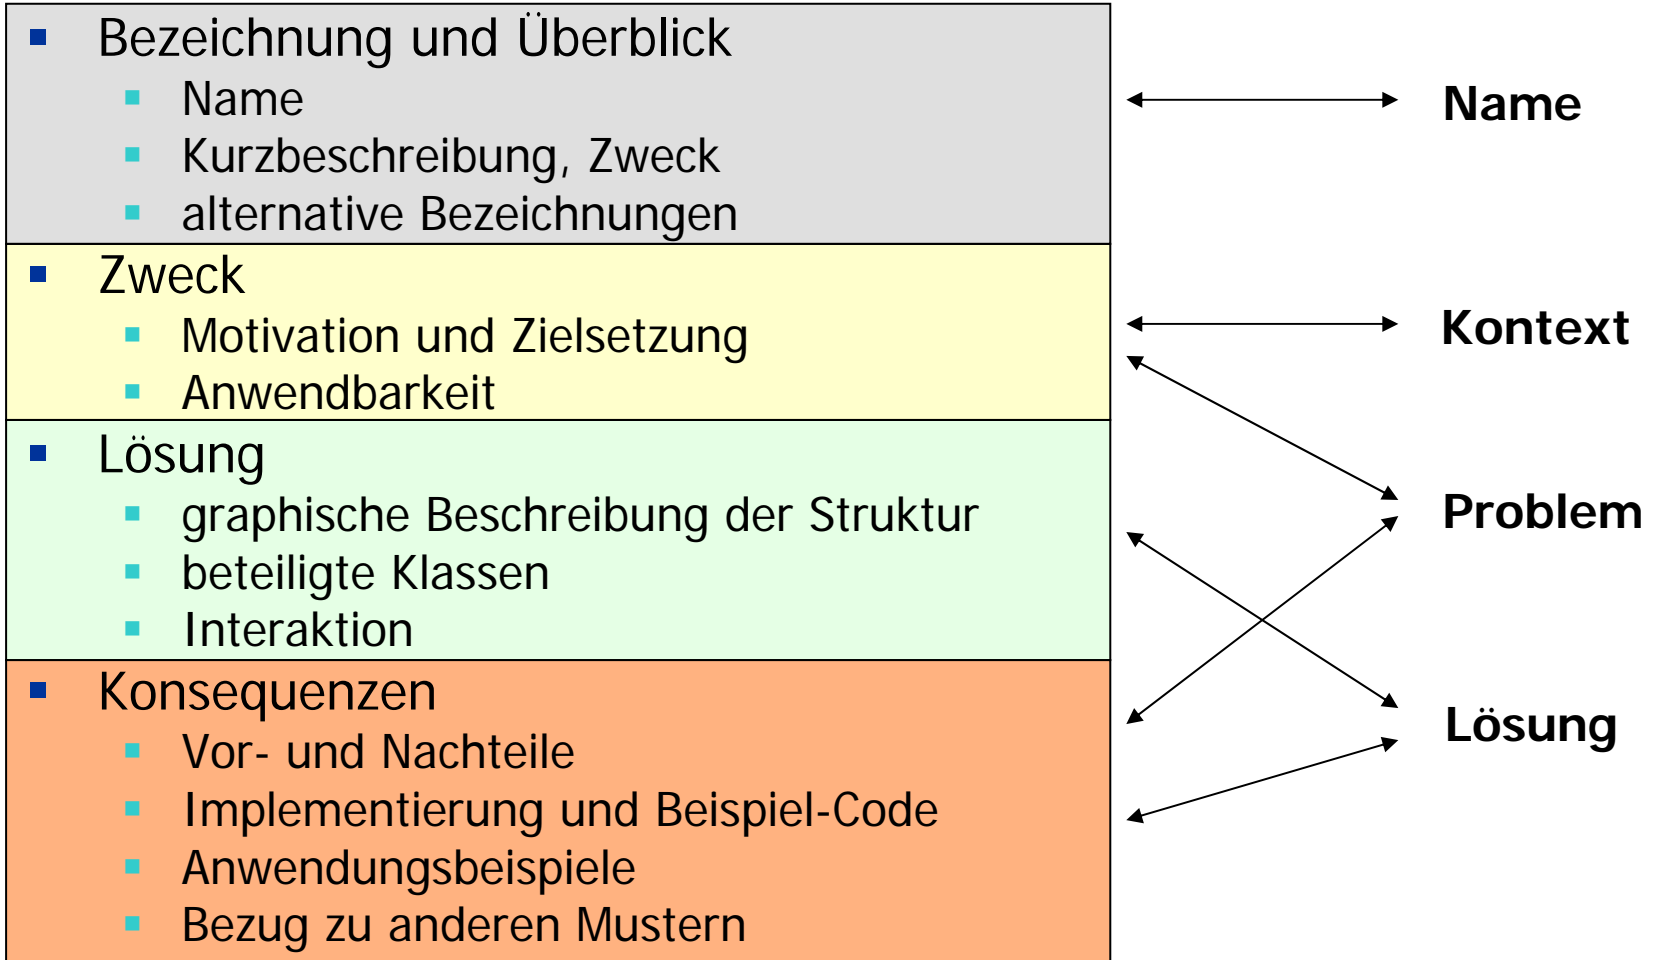 Bezeichnung und Überblick
Name
Kurzbeschreibung, Zweck
alternative Bezeichnungen
Zweck
Motivation und Zielsetzung
Anwendbarkeit
Lösung
graphische Beschreibung der Struktur
beteiligte Klassen
Interaktion
Konsequenzen
Vor- und Nachteile
Implementierung und Beispiel-Code
Anwendungsbeispiele
Bezug zu anderen Mustern
Name
Kontext
Problem
Lösung